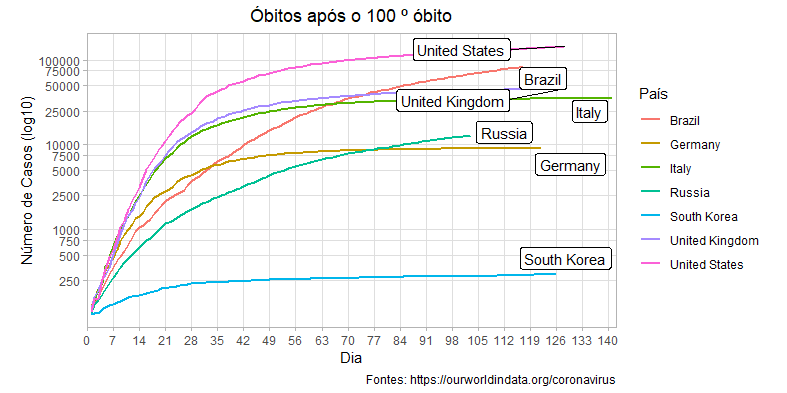 Óbitos após o 100 º óbito
Número de Casos (log10)
100000
75000
50000
25000
10000
7500
5000
2500
1000
750
500
250
United States
Brazil
United Kingdom
Italy
Russia
Germany
South Korea
0 7 14 21 28 35 42 49 56 63 70 77 84 91 98 105 112 119 126 133 140
Dia
País
Brazil
Germany
Italy
Russia
South Korea
United Kingdom
United States
Fontes: https://ourworldindata.org/coronavirus